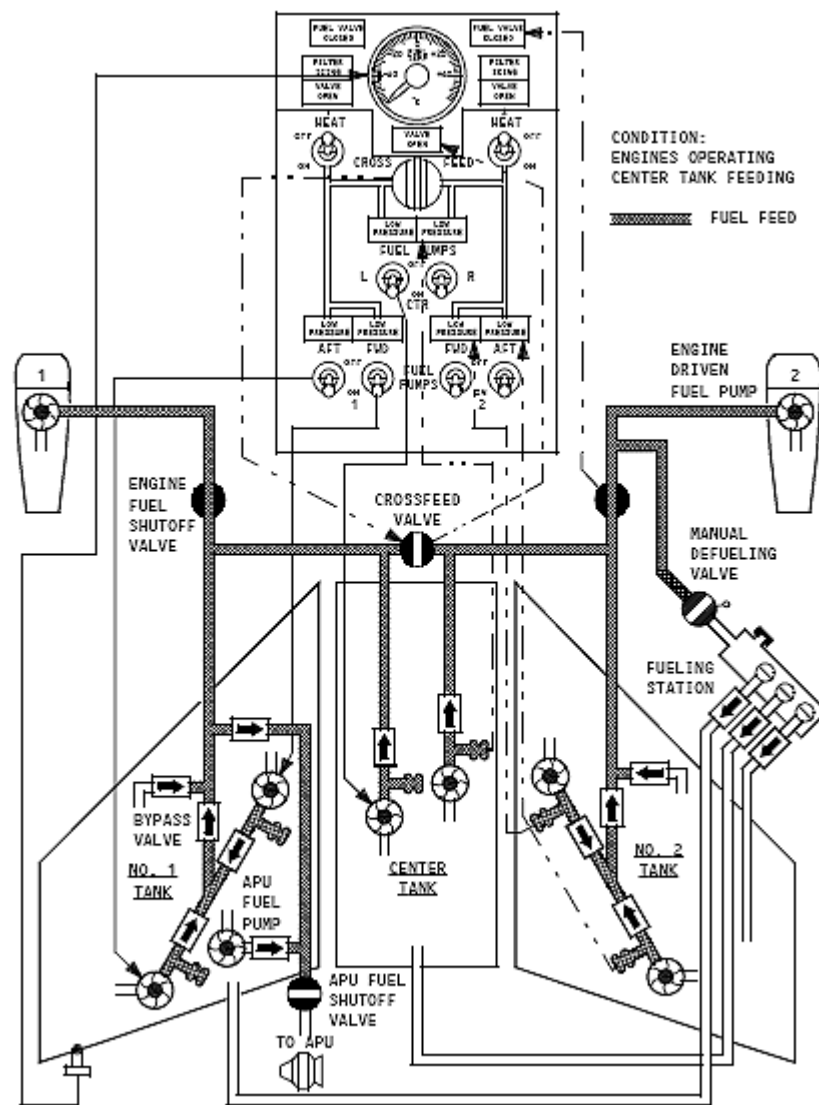 FUEL VALVE
CLOSED
FUEL VALVE
CLOSED
FILTER
ICING
VALVE
OPEN
FILTER
ICING
VALVE
OPEN
°C
HEAT
OFF
ON
VALVE
OPEN
HEAT
OFF
ON
CROSS
FEED
LOW
PRESSURE
LOW
PRESSURE
FUEL PUMPS
OFF
L
R
ON
CTR
LOW
PRESSURE
LOW
PRESSURE
LOW
PRESSURE
LOW
PRESSURE
AFT
FWD
FWD
AFT
OFF
OFF
FUEL
PUMPS
ON
1
ON
2
CONDITION:
ENGINES OPERATING
CENTER TANK FEEDING
FUEL FEED
1
ENGINE
DRIVEN
FUEL PUMP
2
ENGINE
FUEL
SHUTOFF
VALVE
CROSSFEED
VALVE
MANUAL
DEFUELING
VALVE
FUELING
STATION
BYPASS
VALVE
NO. 1
TANK
APU
FUEL
PUMP
CENTER
TANK
NO. 2
TANK
APU FUEL
SHUTOFF
VALVE
TO APU